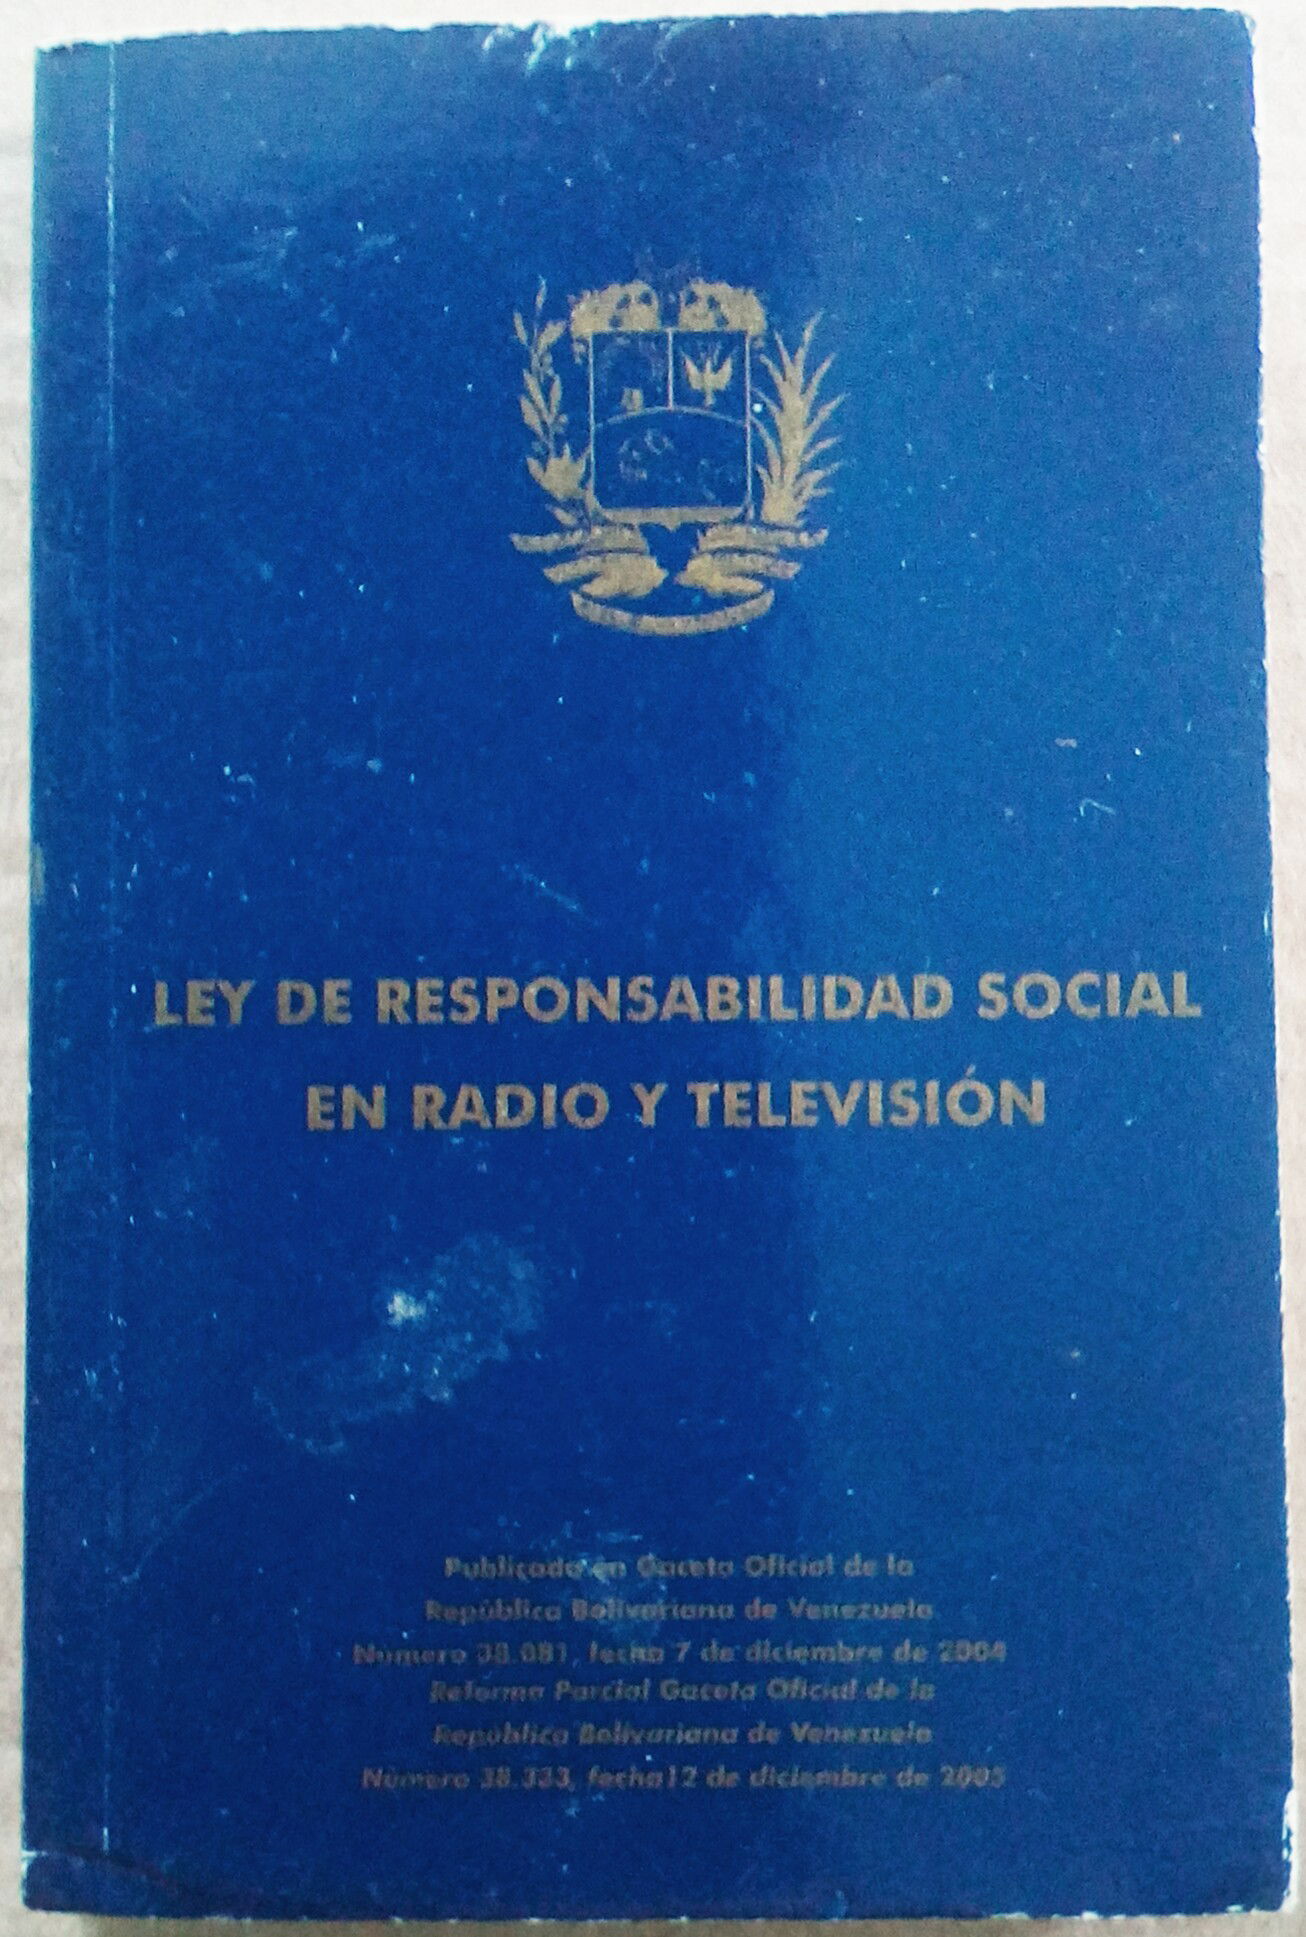 LEY DE RESPONSABILIDAD SOCIAL
EN RADIO Y TELEVISIÓN
Publicada en Gaceta Oficial de la
República Bolivariana de Venezuela
Número 38.081, fecha 7 de diciembre de 2004
Reforma Parcial Gaceta Oficial de la
República Bolivariana de Venezuela
Número 38.333, fecha12 de diciembre de 2005